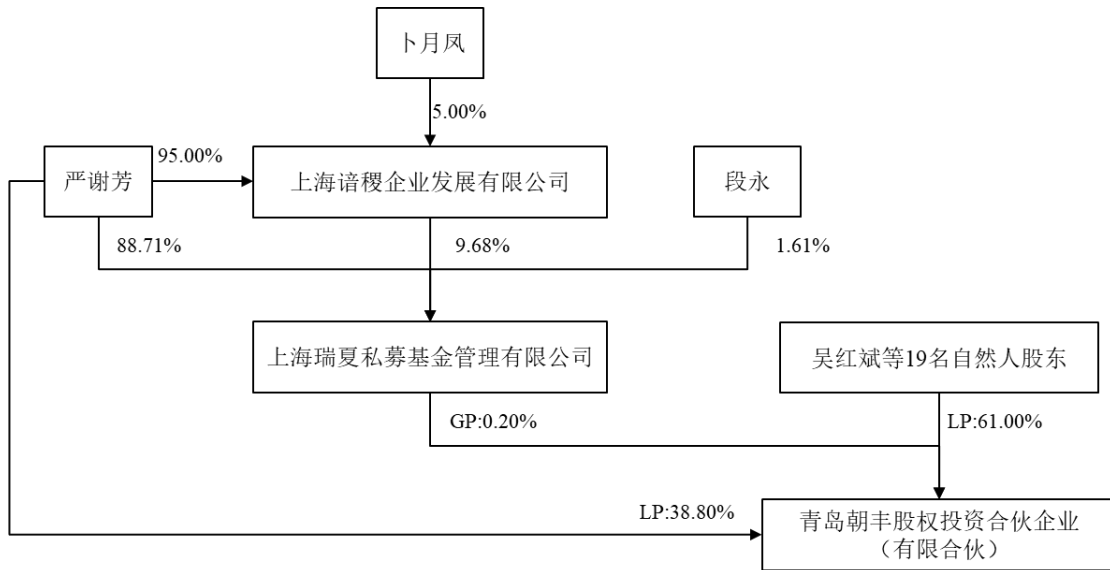 卜月凤
5.00%
严谢芳
95.00%
上海谙稷企业发展有限公司
段永
88.71%
9.68%
1.61%
上海瑞夏私募基金管理有限公司
吴红斌等19名自然人股东
GP:0.20%
LP:61.00%
LP:38.80%
青岛朝丰股权投资合伙企业
（有限合伙）